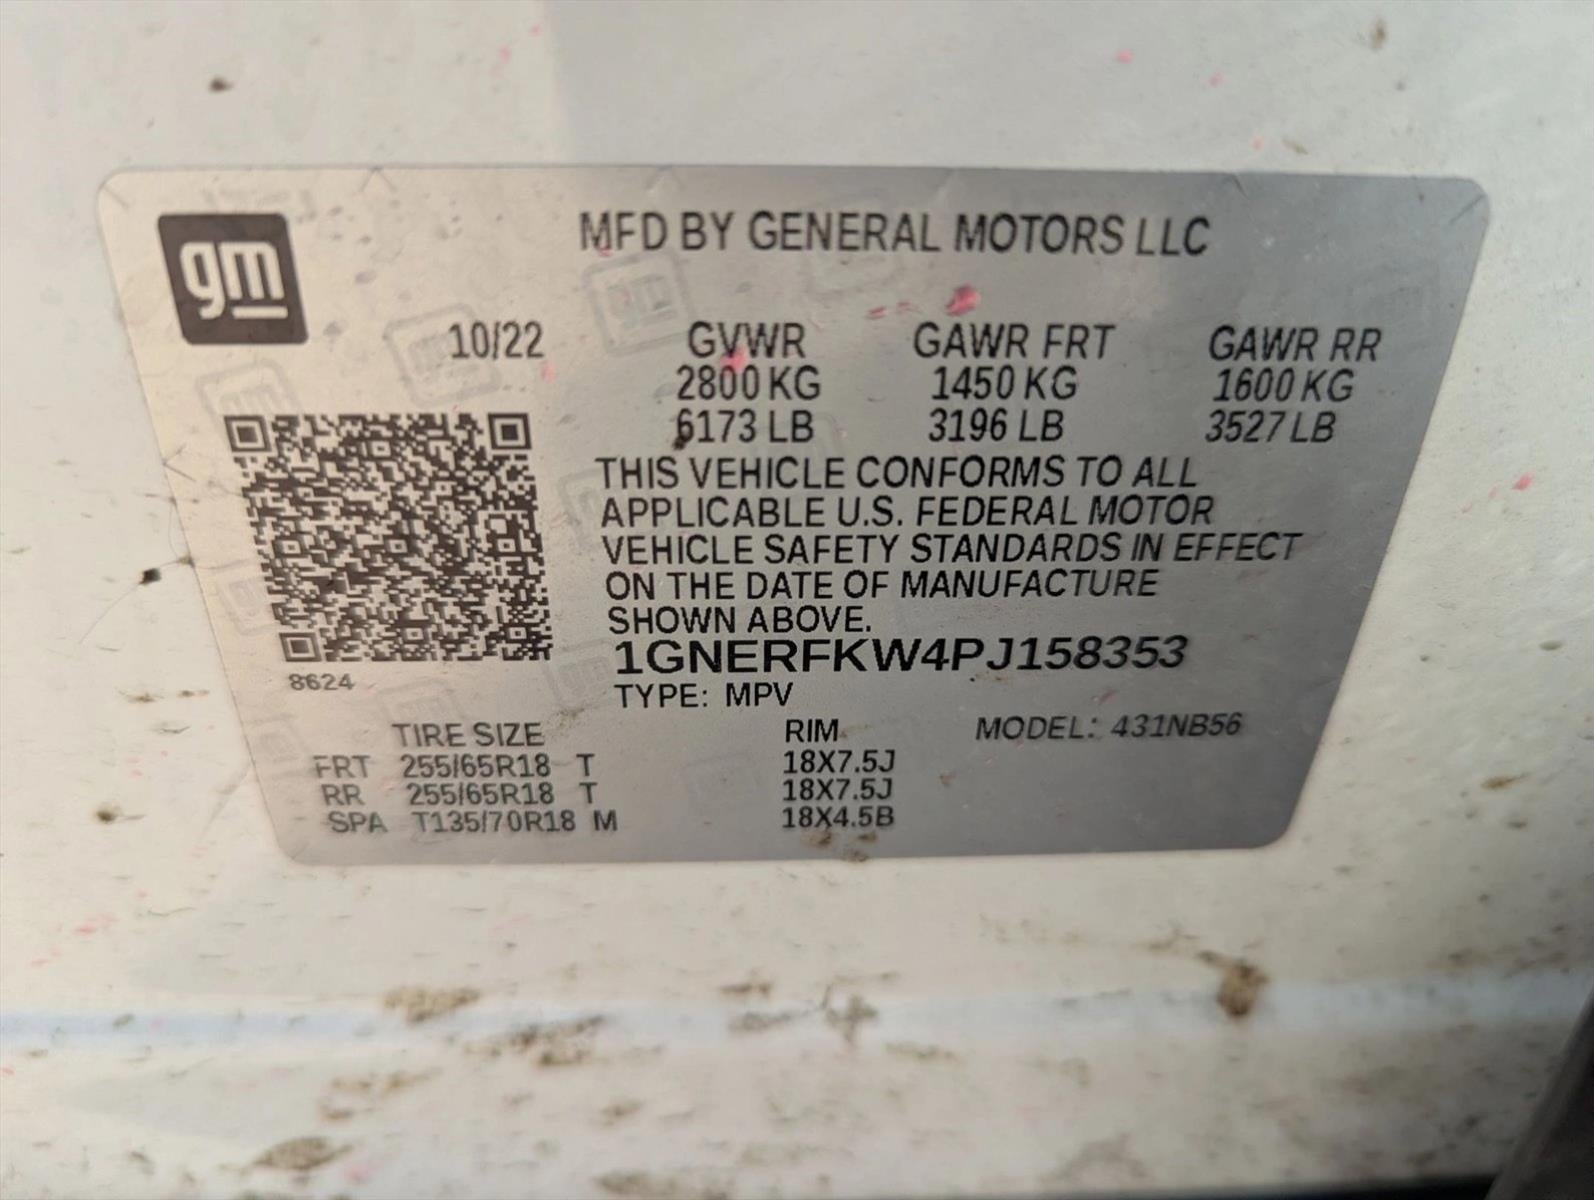 gm
MFD BY GENERAL MOTORS LLC
10/22 GVWR GAWR FRT GAWR RR
2800 KG 1450 KG 1600 KG
6173 LB 3196 LB 3527 LB
THIS VEHICLE CONFORMS TO ALL
APPLICABLE U.S. FEDERAL MOTOR
VEHICLE SAFETY STANDARDS IN EFFECT
ON THE DATE OF MANUFACTURE
SHOWN ABOVE.
1GNERFKW4PJ158353
8624
TYPE: MPV
TIRE SIZE RIM MODEL: 431NB56
FRT 255/65R18 T 18X7.5J
RR 255/65R18 T 18X7.5J
SPA T135/70R18 M 18X4.5B